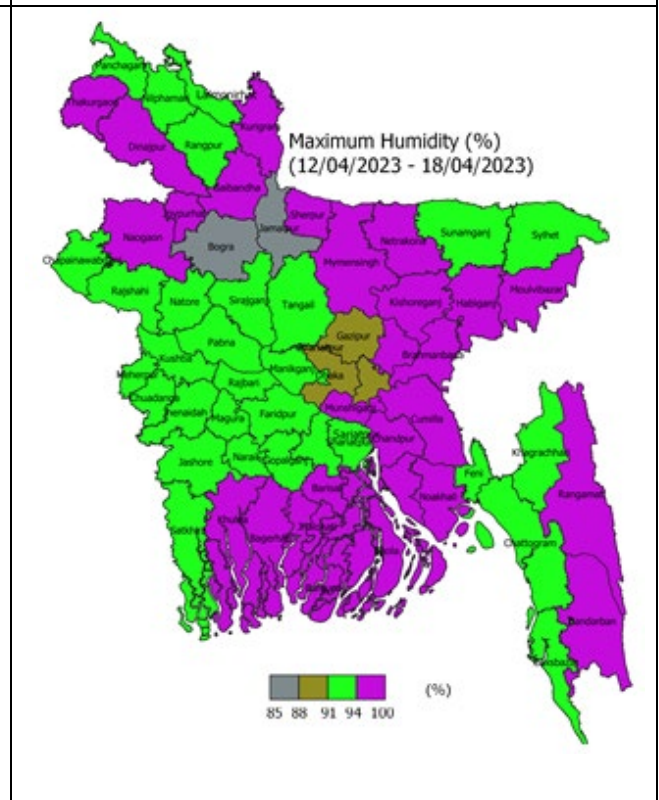 Panchagarh
Nilphamari
Lalmonirhat
Thakurgaon
Rangpur
Kurigram
Dinajpur
Maximum Humidity (%)
(12/04/2023 - 18/04/2023)
Gaibandha
Joypurhat
Sherpur
Naogaon
Jamalpur
Bogra
Netrakona
Sunamganj
Sylhet
Mymensingh
Chapainawabganj
Rajshahi
Natore
Sirajganj
Tangail
Kishoreganj
Habiganj
Moulvibazar
Gazipur
Pabna
Brahmanbaria
Kushtia
Meherpur
Manikganj
Dhaka
Rajbari
Chuadanga
Jhenaidah
Magura
Faridpur
Munshiganj
Cumilla
Shariatpur
Chandpur
Jashore
Narail
Gopalganj
Khagrachhari
Feni
Barisal
Noakhali
Rangamati
Satkhira
Khulna
Bagerhat
Bhola
Chattogram
Bandarban
Coxsbazar
(%)
85 88 91 94 100